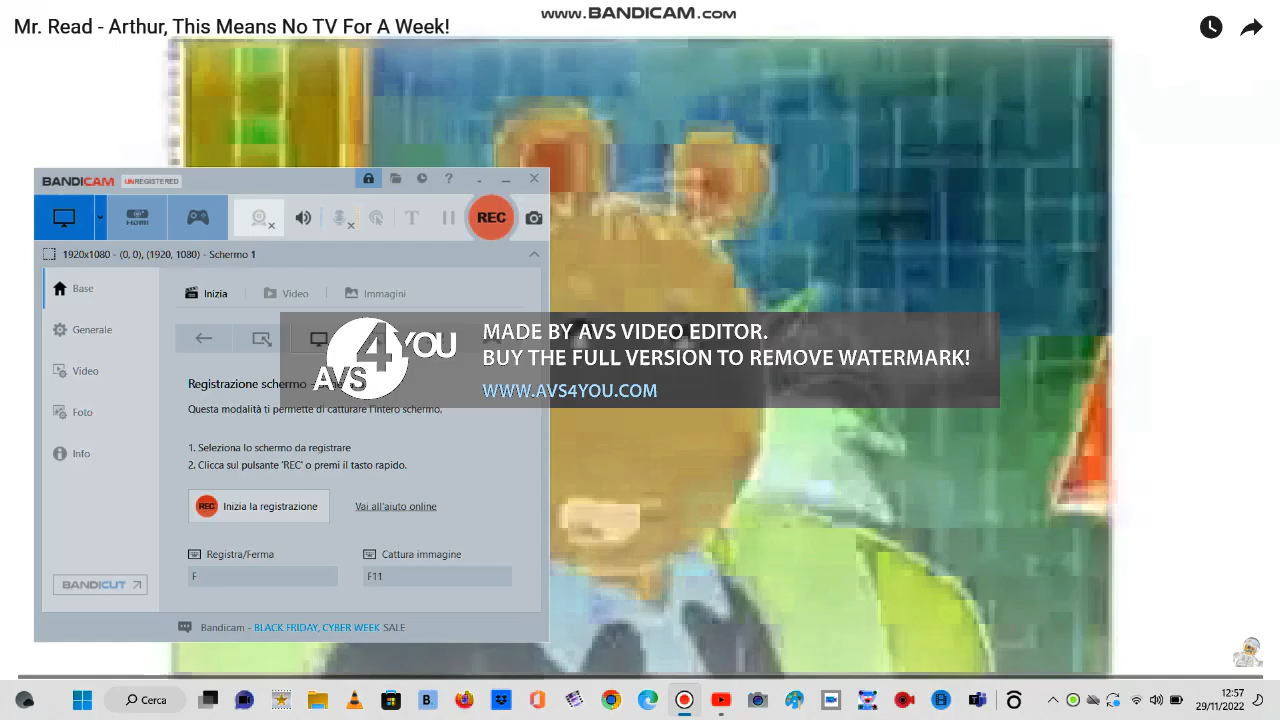 www.BANDICAM.com
Mr. Read - Arthur, This Means No TV For A Week!
BANDICAM UNREGISTERED
HDMI
T
REC
1920x1080 - (0, 0), (1920, 1080) - Schermo 1
Base
Inizia
Video
Immagini
Generale
Video
Foto
Info
AVS4YOU
MADE BY AVS VIDEO EDITOR.
BUY THE FULL VERSION TO REMOVE WATERMARK!
WWW.AVS4YOU.COM
Registrazione schermo -
Questa modalità ti permette di catturare l'intero schermo.
1. Seleziona lo schermo da registrare
2. Clicca sul pulsante 'REC' o premi il tasto rapido.
REC Inizia la registrazione
Vai all'aiuto online
Registra/Ferma
Cattura immagine
F
F11
BANDICUT
Bandicam - BLACK FRIDAY, CYBER WEEK SALE
Cerca
12:57
29/11/2022